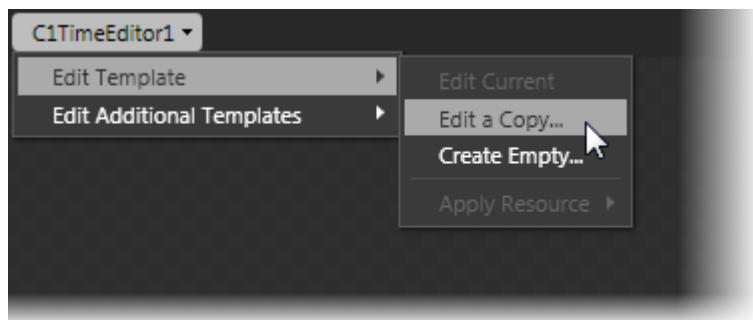 C1TimeEditor1
Edit Template
Edit Additional Templates
Edit Current
Edit a Copy...
Create Empty...
Apply Resource